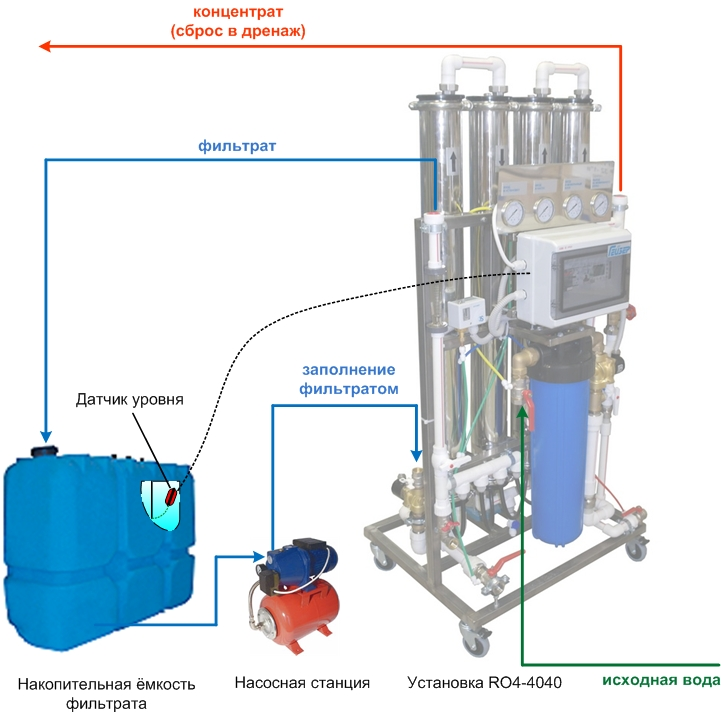 концентрат
(сброс в дренаж)
фильтрат
заполнение
фильтратом
Датчик уровня
Накопительная ёмкость
фильтрата
Насосная станция
Установка RO4-4040
исходная вода